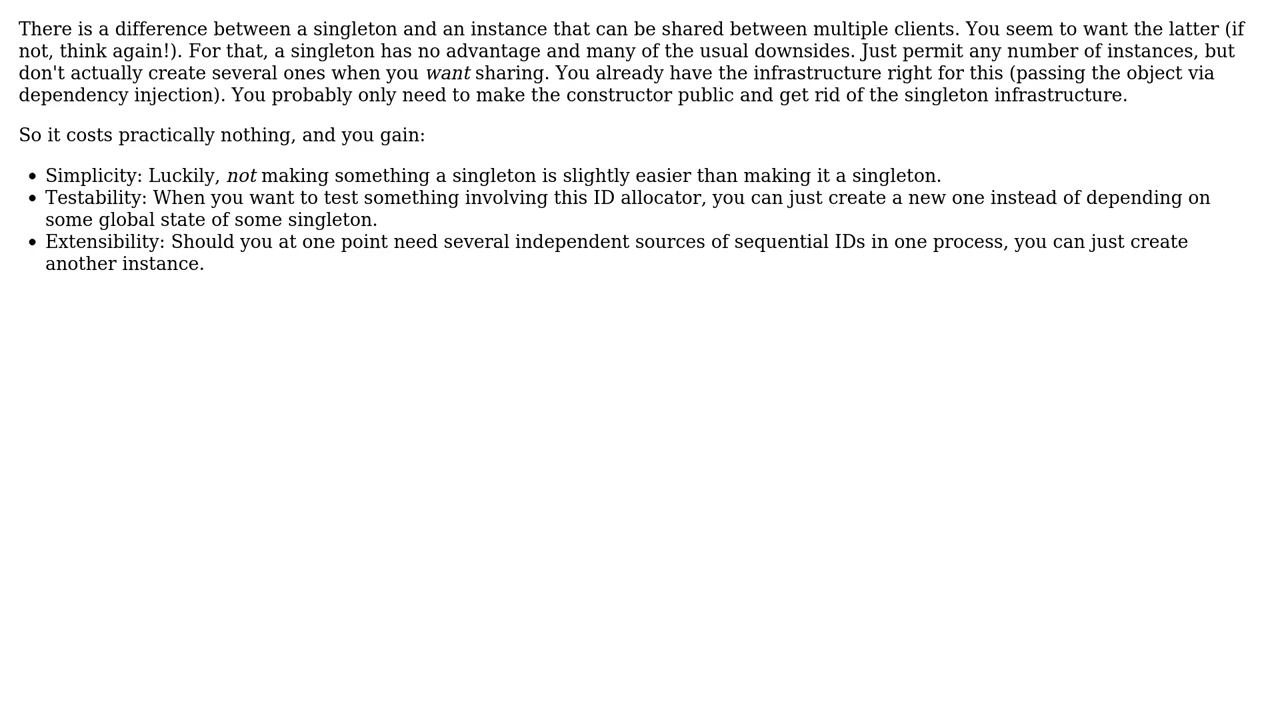 There is a difference between a singleton and an instance that can be shared between multiple clients. You seem to want the latter (if
not, think again!). For that, a singleton has no advantage and many of the usual downsides. Just permit any number of instances, but
don't actually create several ones when you want sharing. You already have the infrastructure right for this (passing the object via
dependency injection). You probably only need to make the constructor public and get rid of the singleton infrastructure.
So it costs practically nothing, and you gain:
• Simplicity: Luckily, not making something a singleton is slightly easier than making it a singleton.
• Testability: When you want to test something involving this ID allocator, you can just create a new one instead of depending on
some global state of some singleton.
• Extensibility: Should you at one point need several independent sources of sequential IDs in one process, you can just create
another instance.